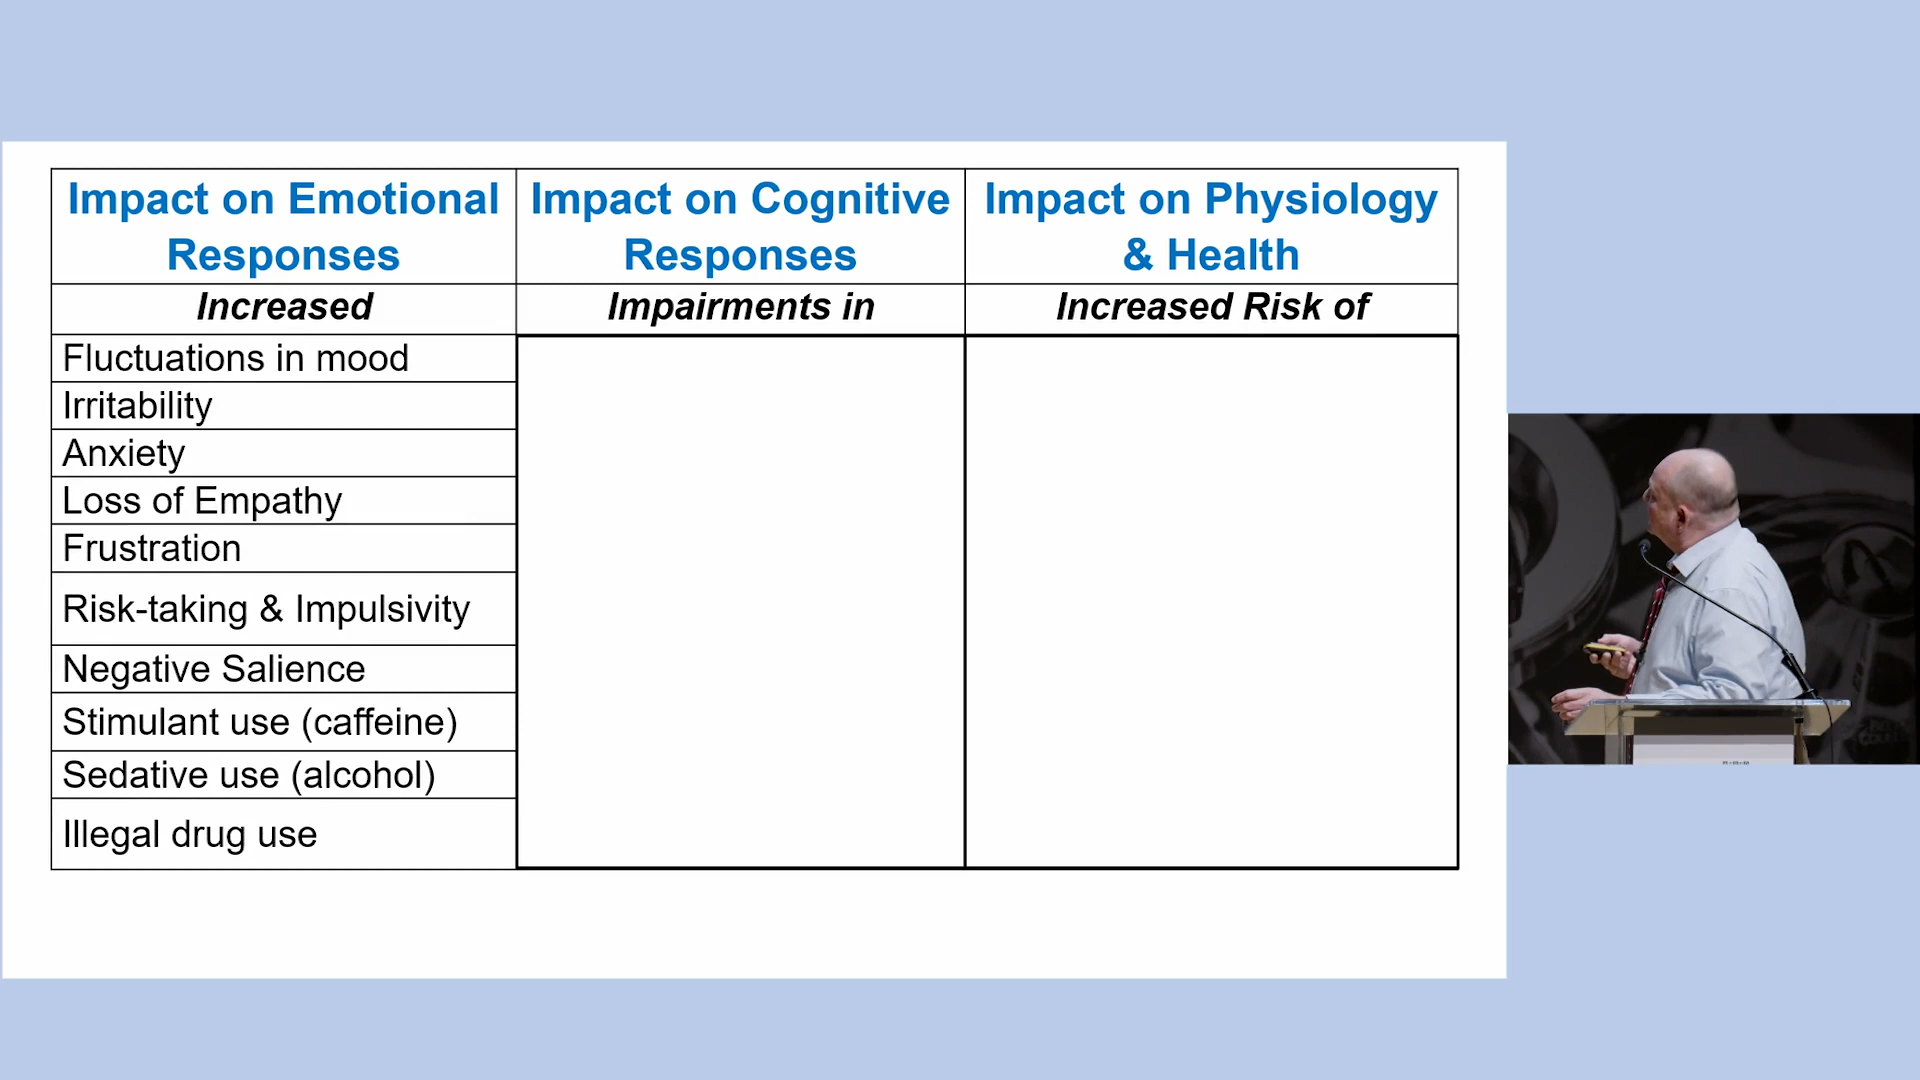 Impact on Emotional
Responses
Impact on Cognitive
Responses
Impact on Physiology
& Health
Increased
Impairments in
Increased Risk of
Fluctuations in mood
Irritability
Anxiety
Loss of Empathy
Frustration
Risk-taking & Impulsivity
Negative Salience
Stimulant use (caffeine)
Sedative use (alcohol)
Illegal drug use